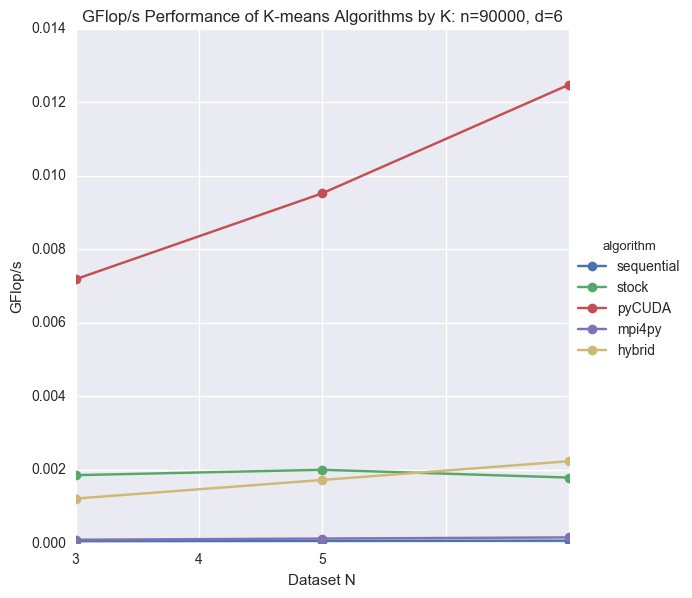 GFlop/s Performance of K-means Algorithms by K: n=90000, d=6
0.014
0.012
0.010
0.008
0.006
0.004
0.002
0.000
GFlop/s
3
4
5
Dataset N
algorithm
sequential
stock
pyCUDA
mpi4py
hybrid